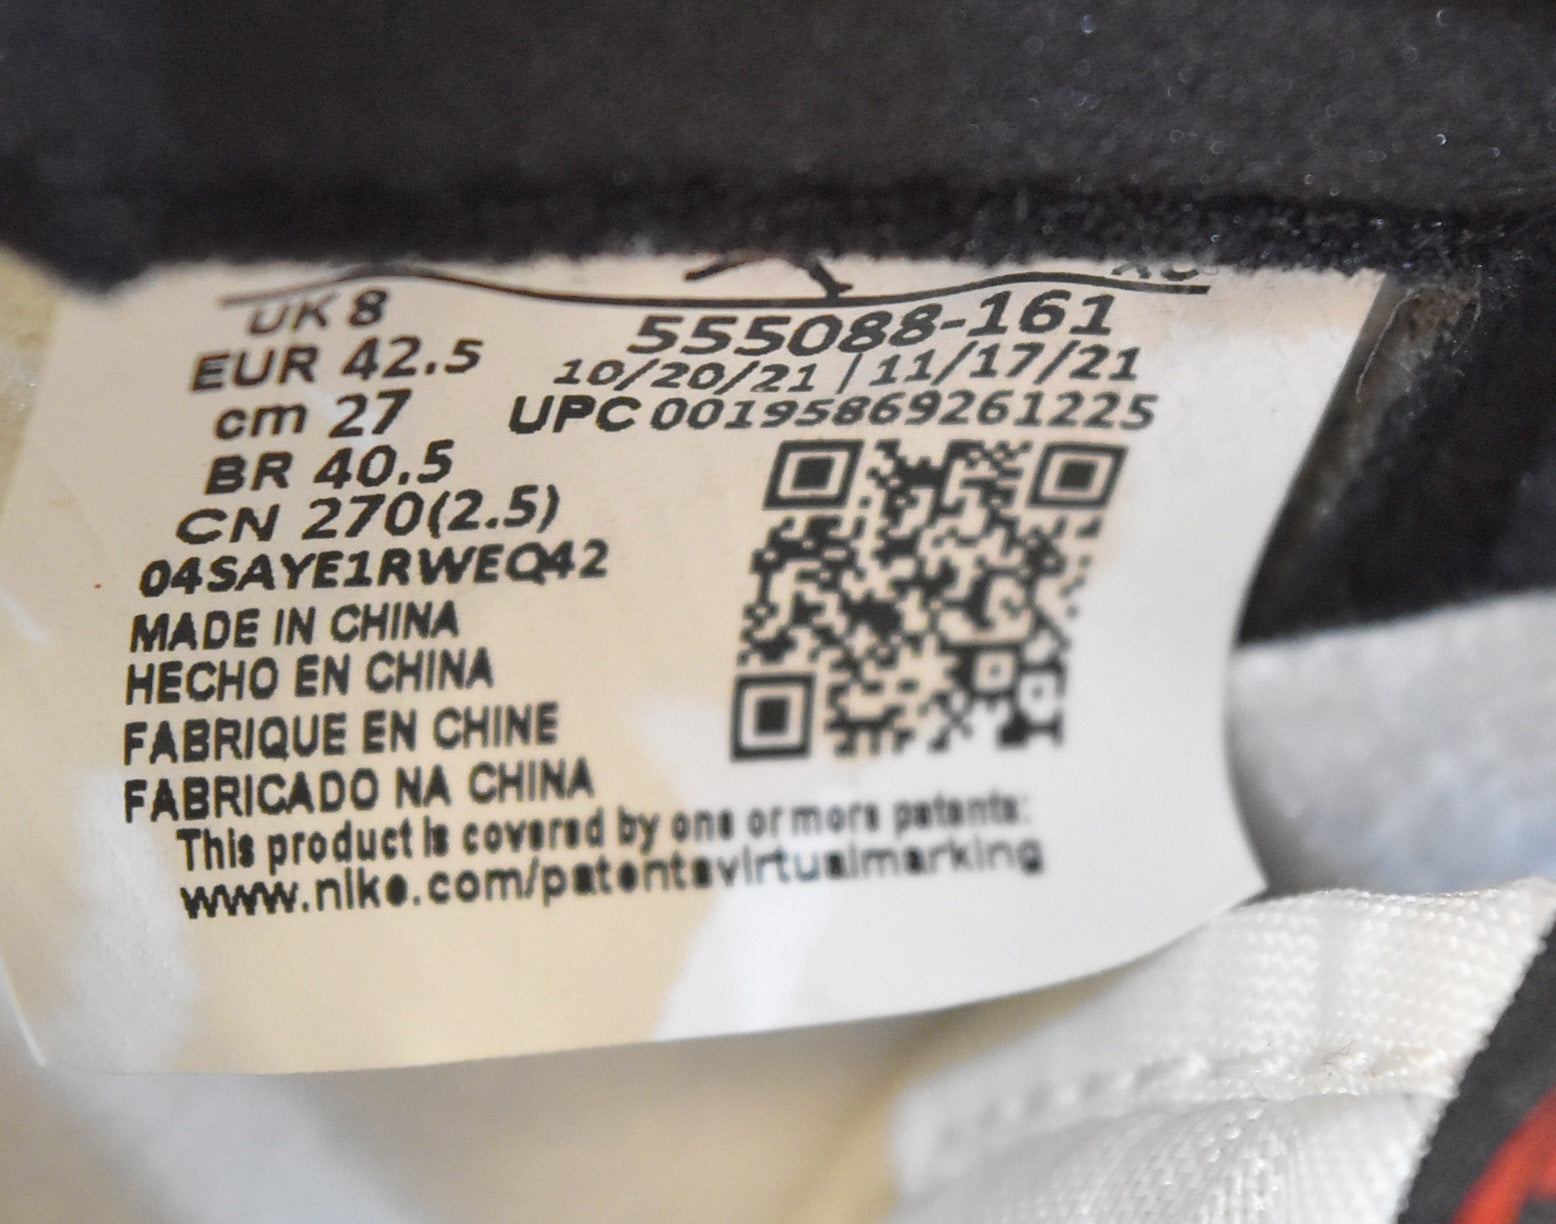 UK 8
555088-161
EUR 42.5
10/20/21 | 11/17/21
cm 27
UPC 00195869261225
BR 40.5
CN 270(2.5)
04SAYE1RWEQ42
MADE IN CHINA
HECHO EN CHINA
FABRIQUE EN CHINE
FABRICADO NA CHINA
This product is covered by one or more patents:
www.nike.com/patentsvirtualmarking